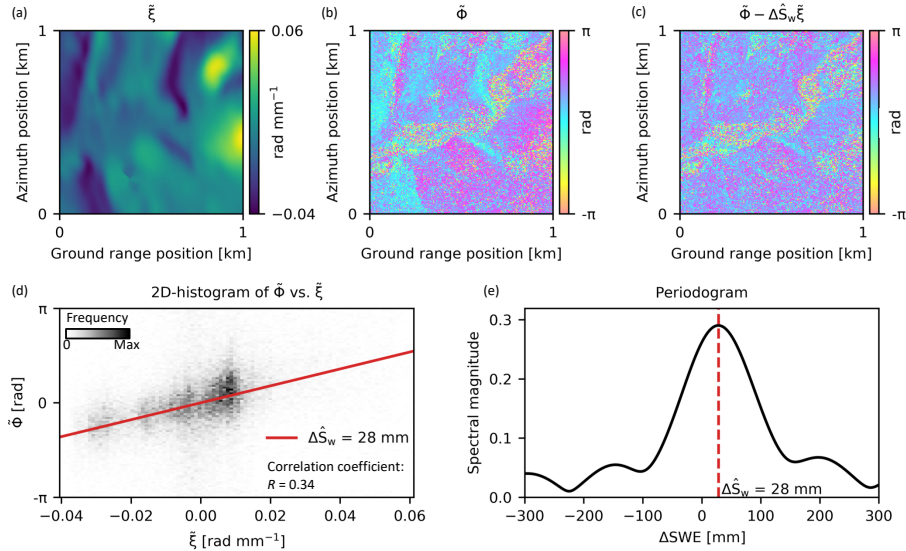 (a)
ξ̃
Azimuth position [km]
1
0
0
1
Ground range position [km]
0.06
rad mm⁻¹
−0.04
(b)
Φ̃
Azimuth position [km]
1
0
0
1
Ground range position [km]
π
rad
-π
(c)
Φ̃ − ΔŜ_wξ̃
Azimuth position [km]
1
0
0
1
Ground range position [km]
π
rad
-π
(d)
2D-histogram of Φ̃ vs. ξ̃
Φ̃ [rad]
π
0
-π
Frequency
0 Max
ΔŜ_w = 28 mm
Correlation coefficient:
R = 0.34
−0.04 −0.02 0.00 0.02 0.04 0.06
ξ̃ [rad mm⁻¹]
(e)
Periodogram
Spectral magnitude
0.3
0.2
0.1
0.0
ΔŜ_w = 28 mm
−300 −200 −100 0 100 200 300
ΔSWE [mm]